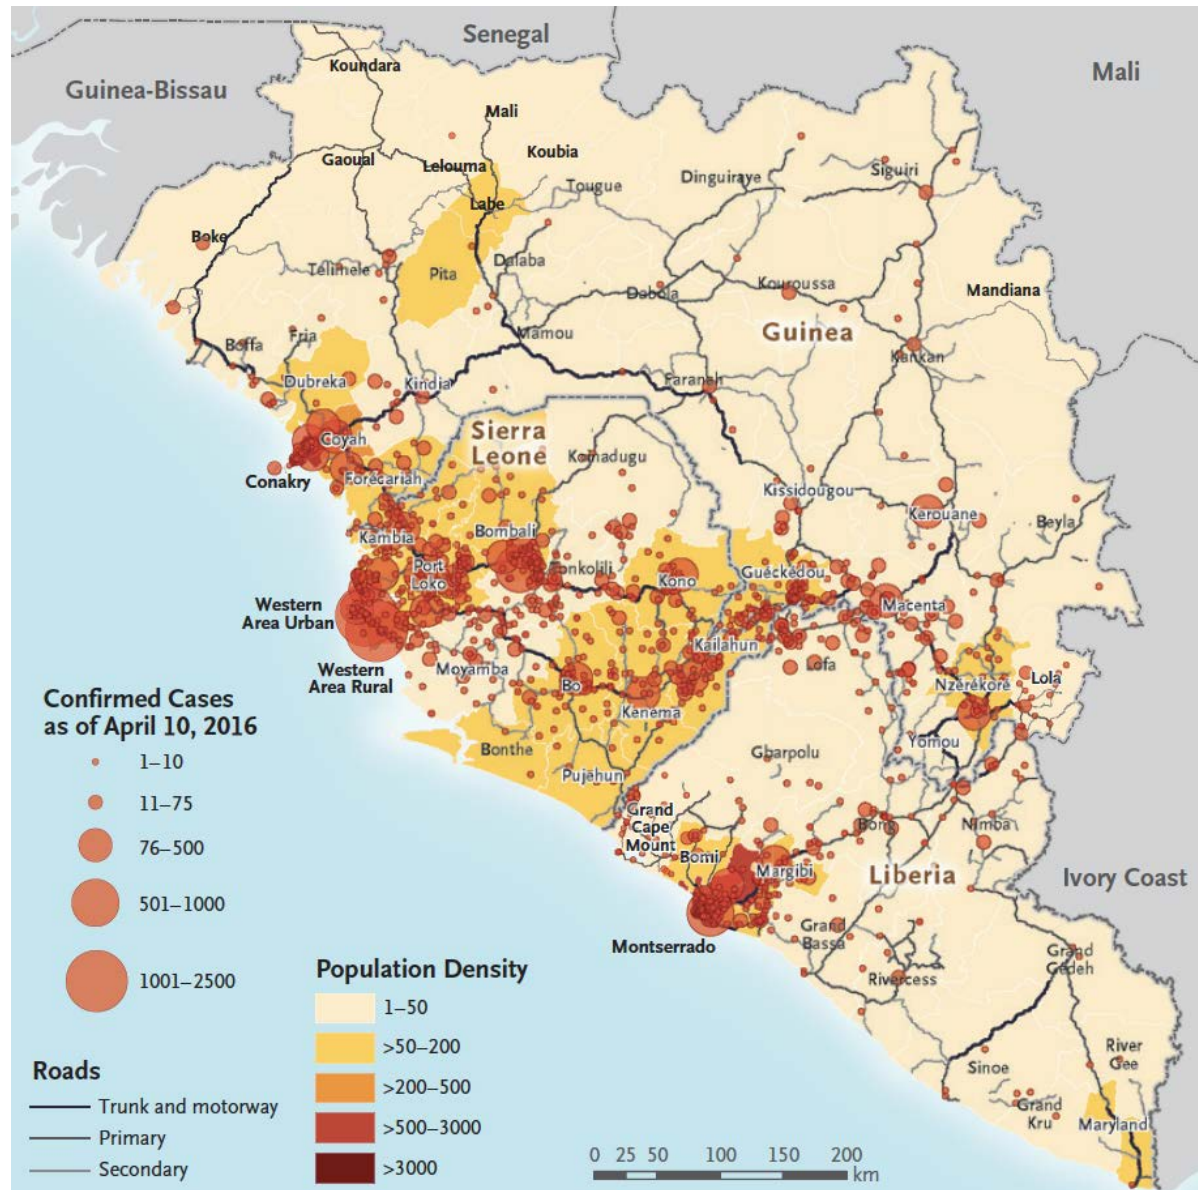 Senegal
Mali
Guinea-Bissau
Koundara
Mali
Koubia
Gaoual
Lelouma
Tougue
Dinguiraye
Siguiri
Labe
Boke
Telimele
Pita
Dalaba
Dabola
Kouroussa
Mandiana
Guinea
Boffa
Fria
Mamou
Kankan
Dubreka
Kindia
Faranah
Coyah
Sierra
Leone
Koinadugu
Conakry
Forecariah
Kissidougou
Kerouane
Beyla
Kambia
Bombali
Port
Loko
Tonkolili
Kono
Guéckédou
Macenta
Western
Area Urban
Kailahun
Western
Area Rural
Moyamba
Lofa
Bo
Nzérékoré
Lola
Kenema
Yomou
Bonthe
Gbarpolu
Pujehun
Grand
Cape
Mount
Bong
Nimba
Bomi
Margibi
Liberia
Ivory Coast
Montserrado
Grand
Bassa
Rivercess
Grand
Gedeh
River
Gee
Sinoe
Grand
Kru
Maryland
Confirmed Cases
as of April 10, 2016
1–10
11–75
76–500
501–1000
1001–2500
Population Density
1–50
>50–200
>200–500
>500–3000
>3000
Roads
Trunk and motorway
Primary
Secondary
0 25 50 100 150 200
km